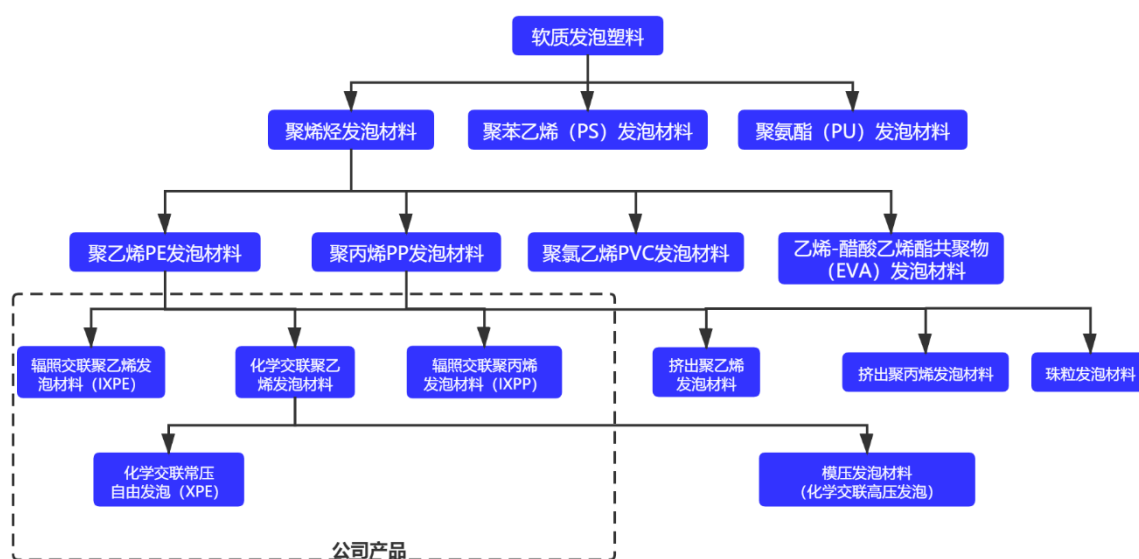 软质发泡塑料
聚烯烃发泡材料
聚苯乙烯（PS）发泡材料
聚氨酯（PU）发泡材料
聚乙烯PE发泡材料
聚丙烯PP发泡材料
聚氯乙烯PVC发泡材料
乙烯-醋酸乙烯酯共聚物
（EVA）发泡材料
辐照交联聚乙烯发
泡材料（IXPE）
化学交联聚乙
烯发泡材料
辐照交联聚丙烯
发泡材料（IXPP）
挤出聚乙烯
发泡材料
挤出聚丙烯发泡材料
珠粒发泡材料
化学交联常压
自由发泡（XPE）
模压发泡材料
（化学交联高压发泡）
公司产品